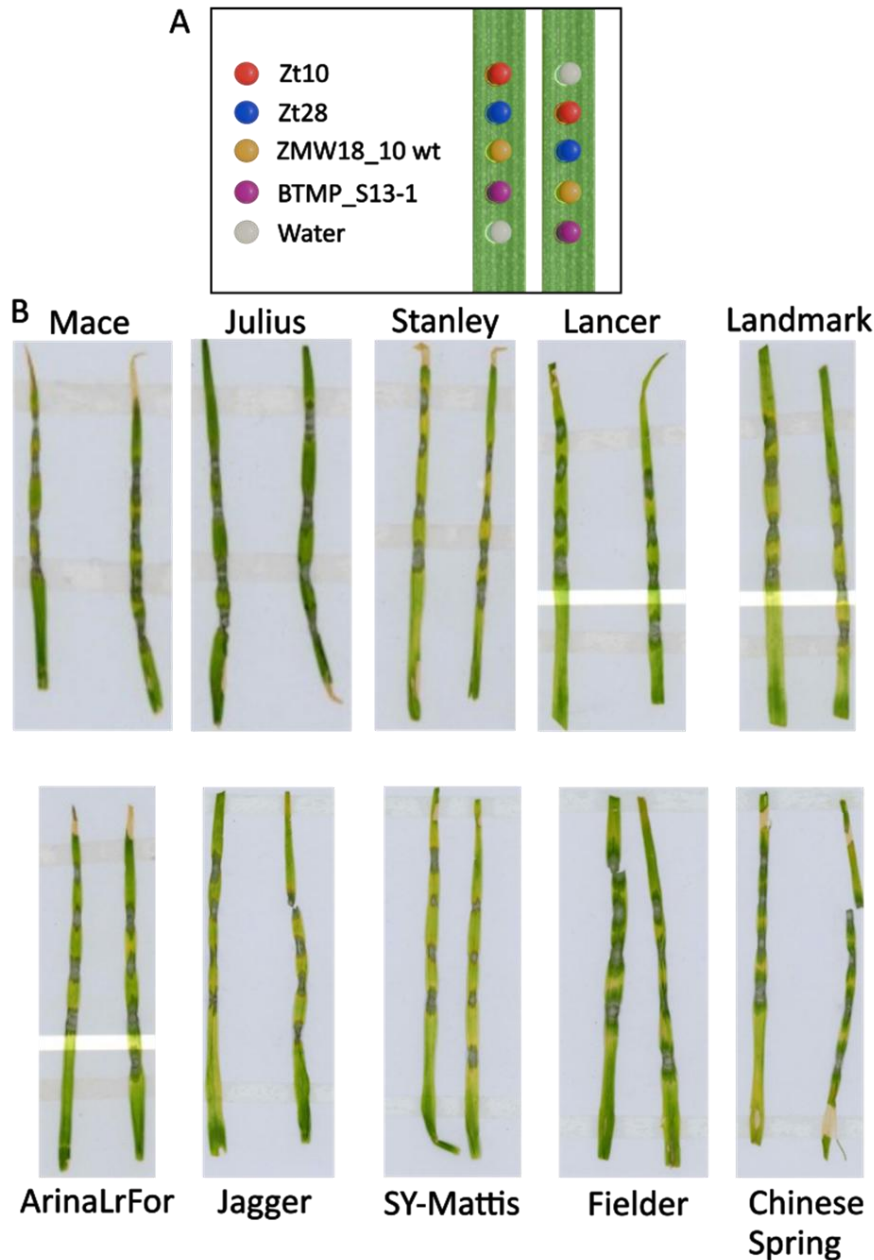 A
Zt10
Zt28
ZMW18_10 wt
BTMP_S13-1
Water
B
Mace
Julius
Stanley
Lancer
Landmark
ArinaLrFor
Jagger
SY-Mattis
Fielder
Chinese
Spring